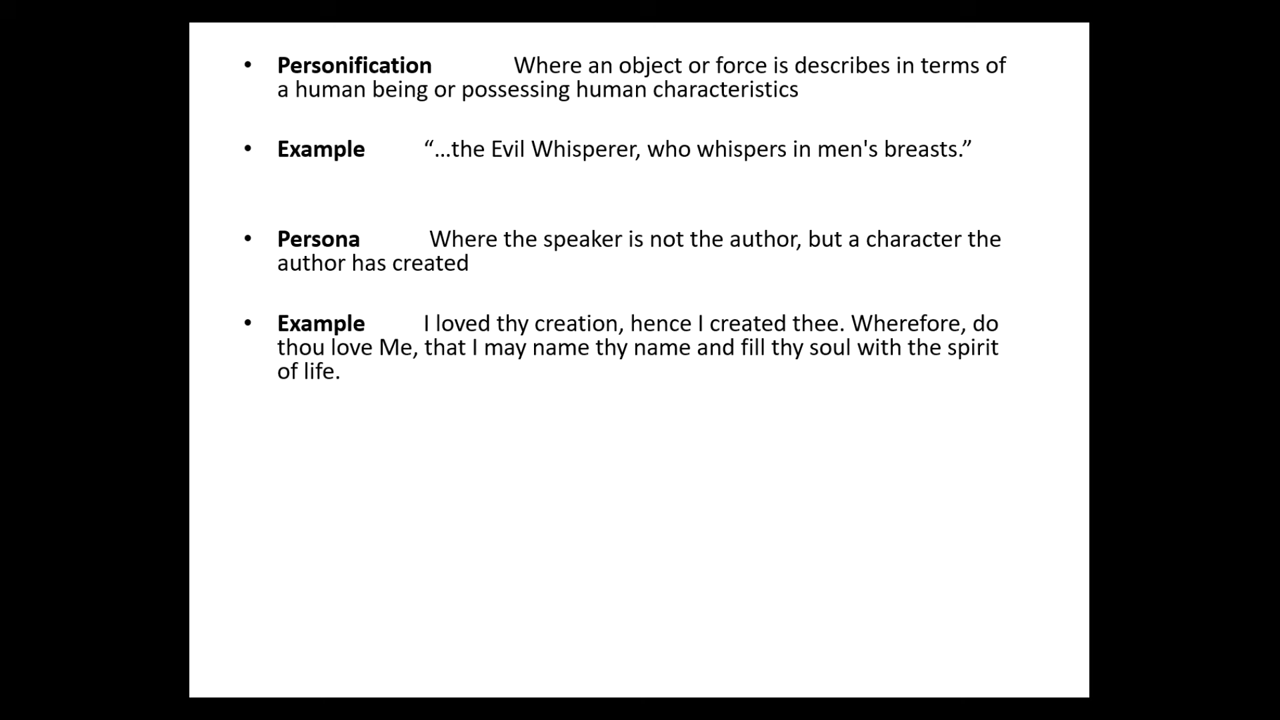 • Personification Where an object or force is describes in terms of
a human being or possessing human characteristics
• Example “…the Evil Whisperer, who whispers in men's breasts.”
• Persona Where the speaker is not the author, but a character the
author has created
• Example I loved thy creation, hence I created thee. Wherefore, do
thou love Me, that I may name thy name and fill thy soul with the spirit
of life.